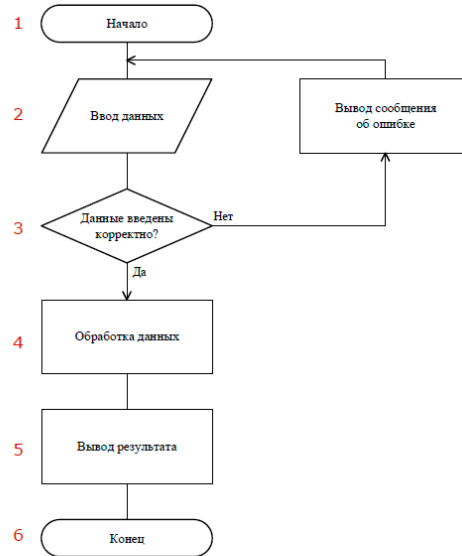 1
Начало
2
Ввод данных
Вывод сообщения
об ошибке
3
Данные введены
корректно?
Нет
Да
4
Обработка данных
5
Вывод результата
6
Конец